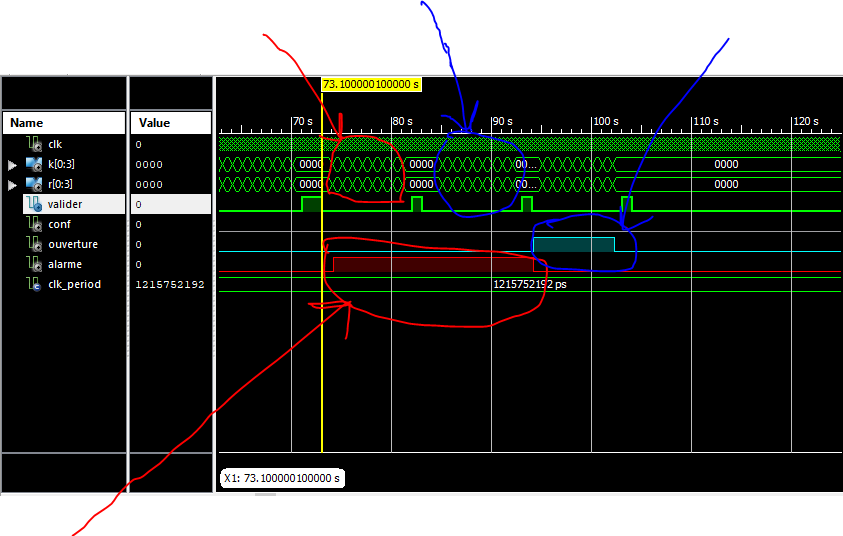 73.100000100000 s
Name Value 70 s 80 s 90 s 100 s 110 s 120 s
clk 0
k[0:3] 0000 0000 0000 00... 0000
r[0:3] 0000 0000 0000 00... 0000
valider 0
conf 0
ouverture 0
alarme 0
clk_period 1215752192 1215752192 ps
X1: 73.100000100000 s